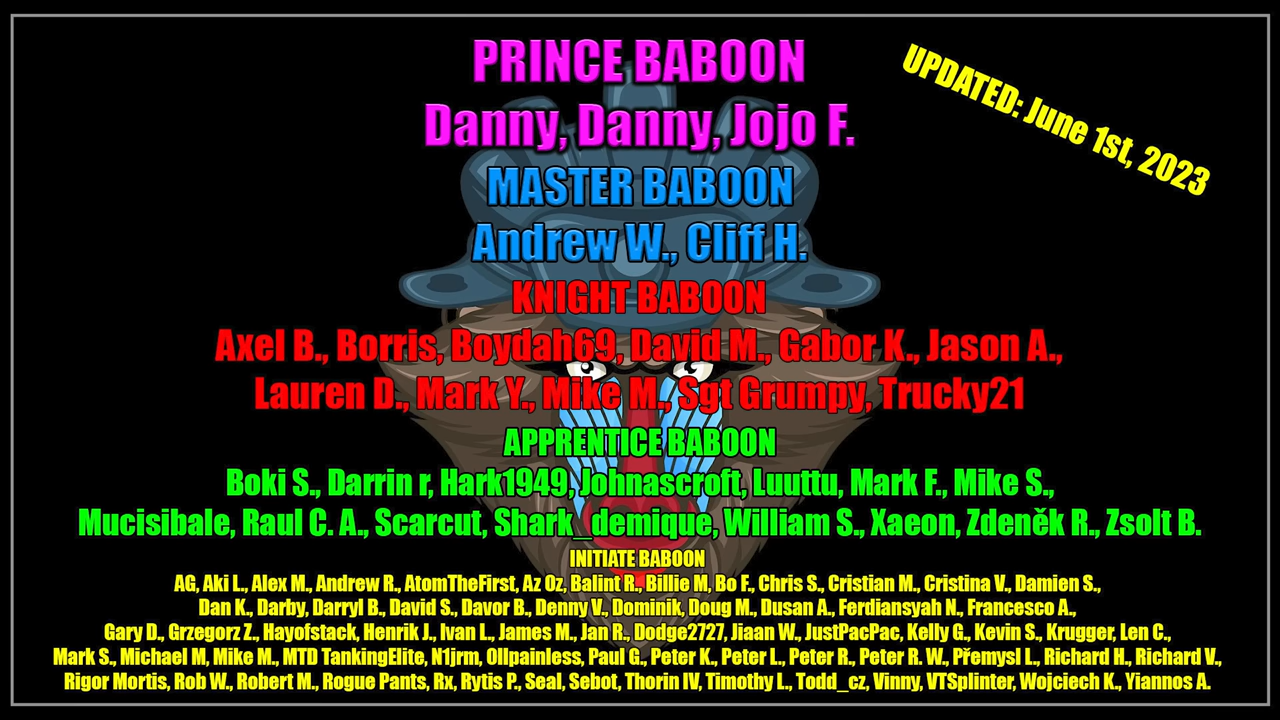 PRINCE BABOON
Danny, Danny, Jojo F.
UPDATED: June 1st, 2023
MASTER BABOON
Andrew W., Cliff H.
KNIGHT BABOON
Axel B., Borris, Boydah69, David M., Gabor K., Jason A.,
Lauren D., Mark Y., Mike M., Sgt Grumpy, Trucky21
APPRENTICE BABOON
Boki S., Darrin r, Hark1949, Johnascroft, Luuttu, Mark F., Mike S.,
Mucisibale, Raul C. A., Scarcut, Shark_demique, William S., Xaeon, Zdeněk R., Zsolt B.
INITIATE BABOON
AG, Aki L., Alex M., Andrew R., AtomTheFirst, Az Oz, Balint R., Billie M, Bo F., Chris S., Cristian M., Cristina V., Damien S.,
Dan K., Darby, Darryl B., David S., Davor B., Denny V., Dominik, Doug M., Dusan A., Ferdiansyah N., Francesco A.,
Gary D., Grzegorz Z., Hayofstack, Henrik J., Ivan L., James M., Jan R., Dodge2727, Jiaan W., JustPacPac, Kelly G., Kevin S., Krugger, Len C.,
Mark S., Michael M, Mike M., MTD TankingElite, N1jrm, Ollpainless, Paul G., Peter K., Peter L., Peter R., Peter R. W., Přemysl L., Richard H., Richard V.,
Rigor Mortis, Rob W., Robert M., Rogue Pants, Rx, Rytis P., Seal, Sebot, Thorin IV, Timothy L., Todd_cz, Vinny, VTSplinter, Wojciech K., Yiannos A.